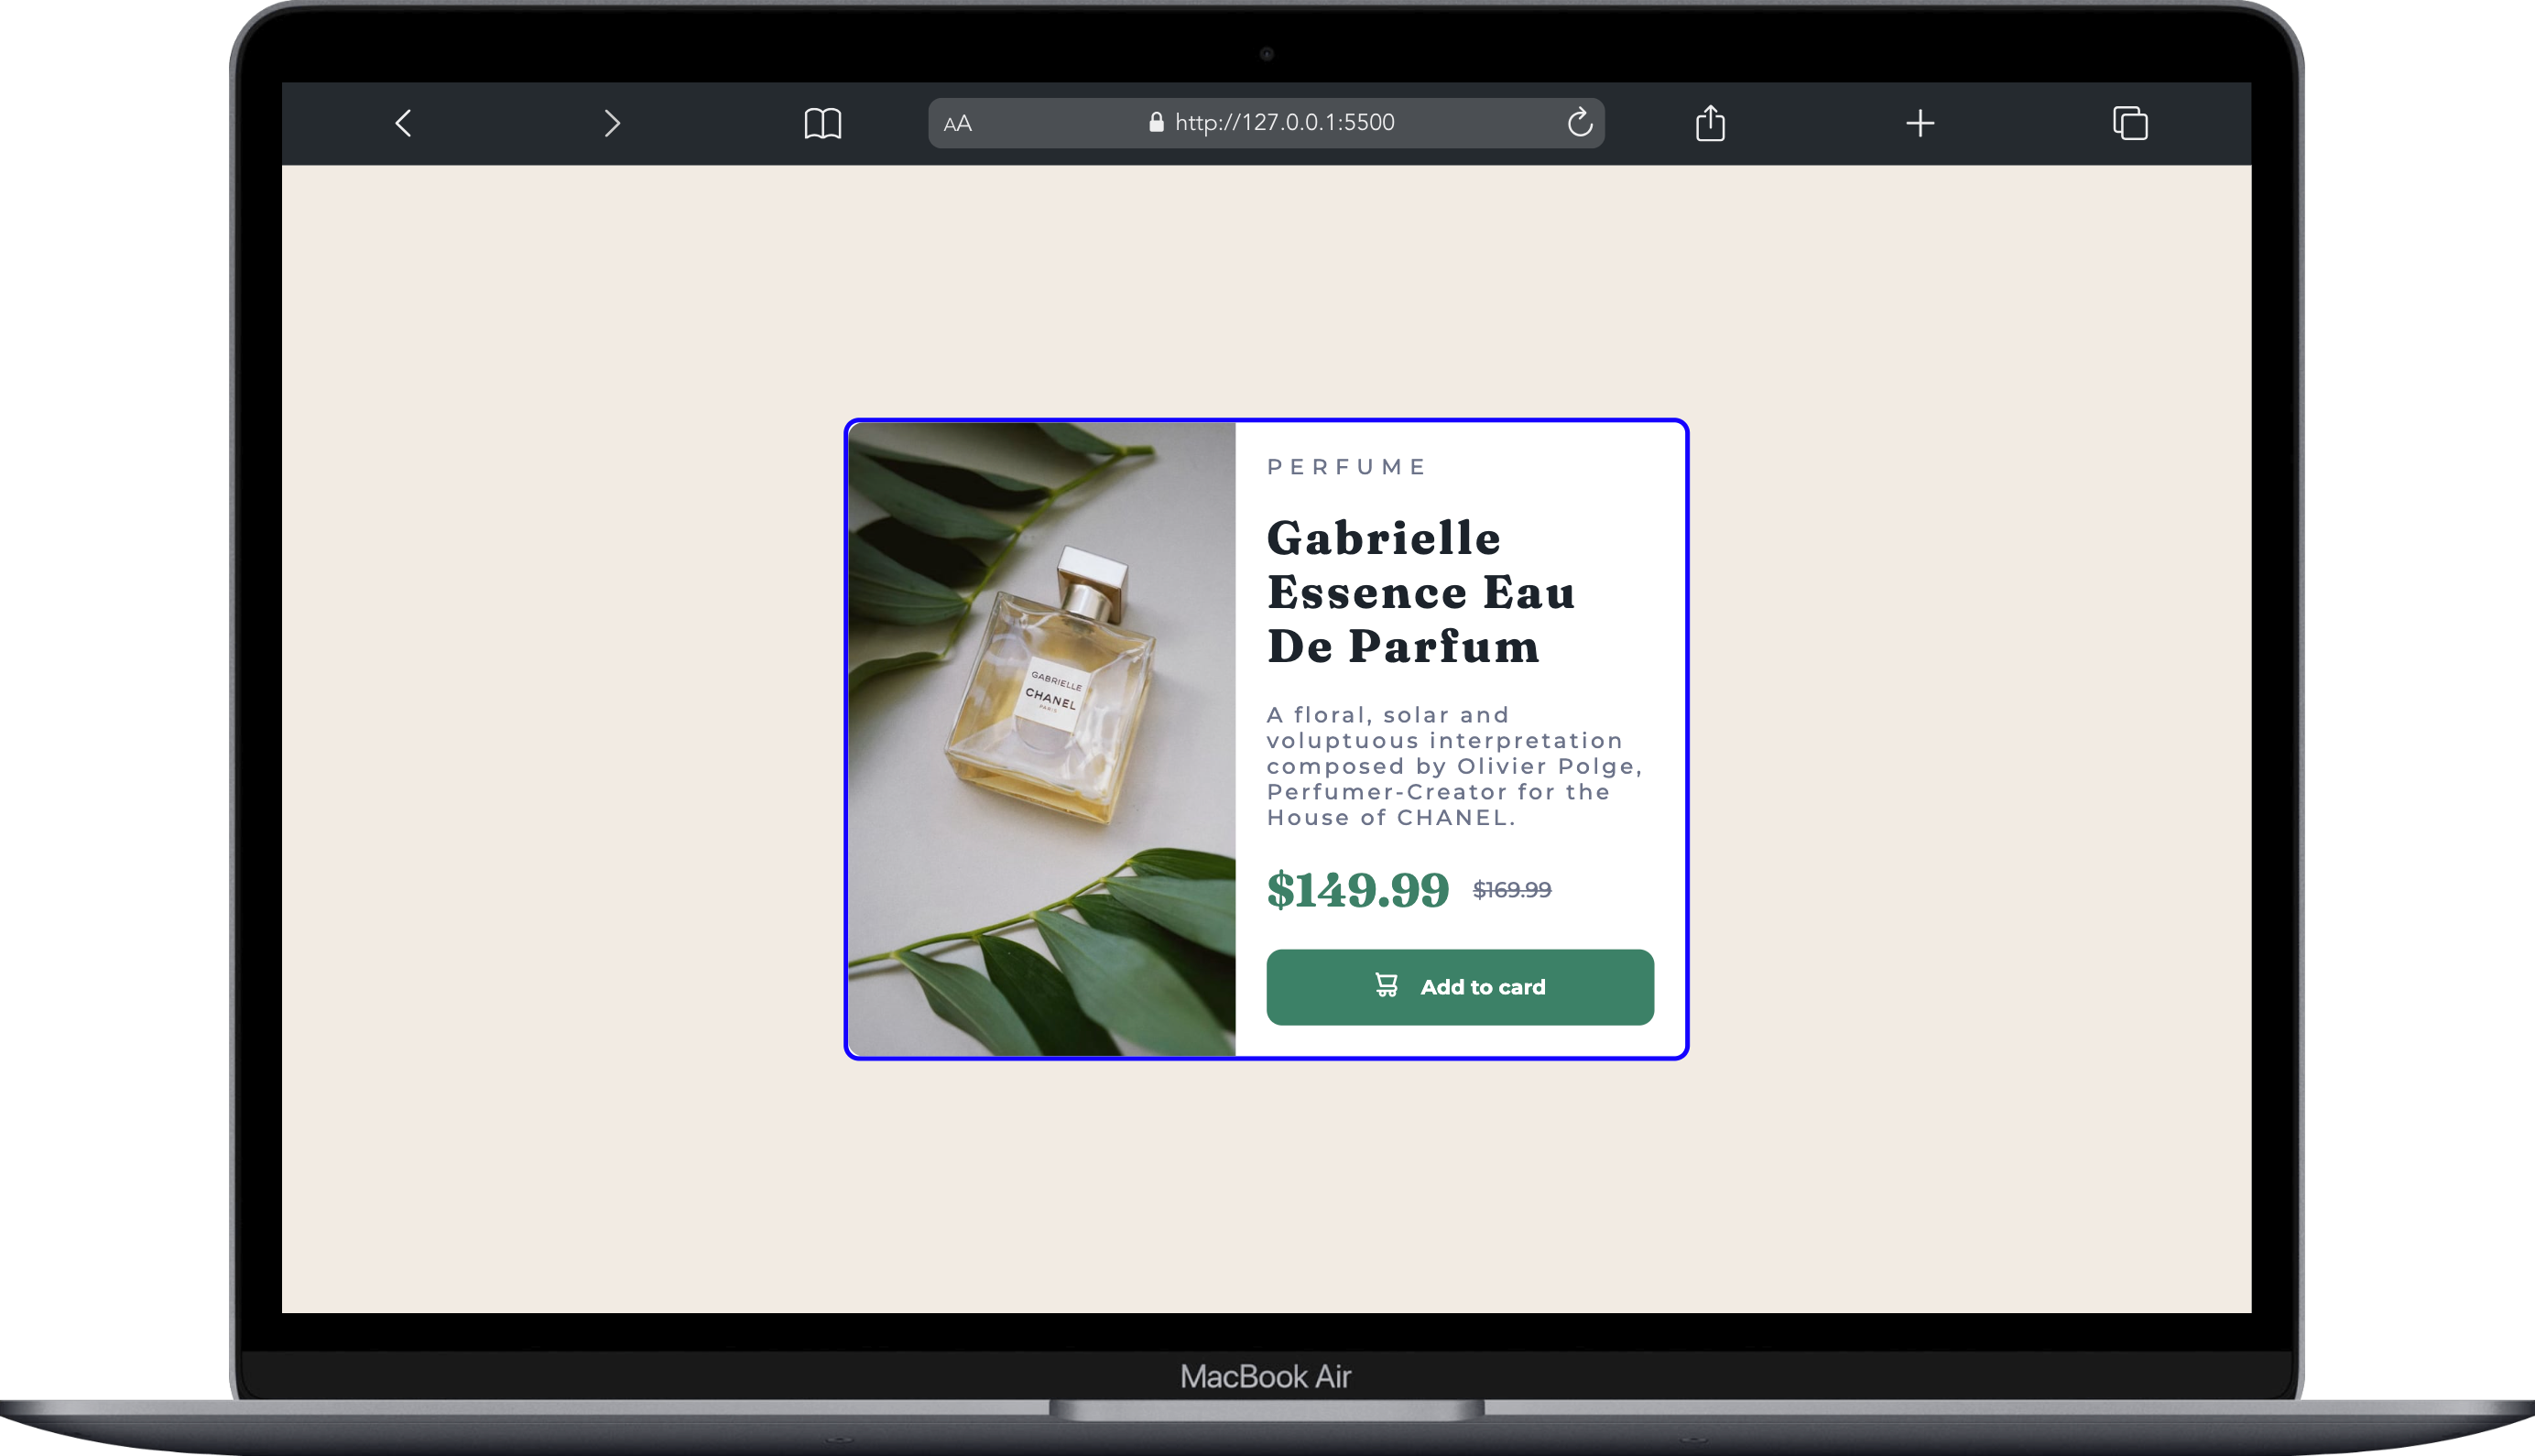 AA
http://127.0.0.1:5500
PERFUME
Gabrielle
Essence Eau
De Parfum
A floral, solar and
voluptuous interpretation
composed by Olivier Polge,
Perfumer-Creator for the
House of CHANEL.
$149.99 $169.99
Add to card
GABRIELLE
CHANEL
PARIS
MacBook Air